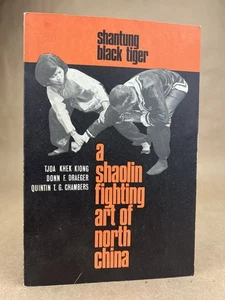 shantung
black tiger
TJOA KHEK KIONG
DONN F. DRAEGER
QUINTIN T. G. CHAMBERS
a
shaolin
fighting
art of
north
china